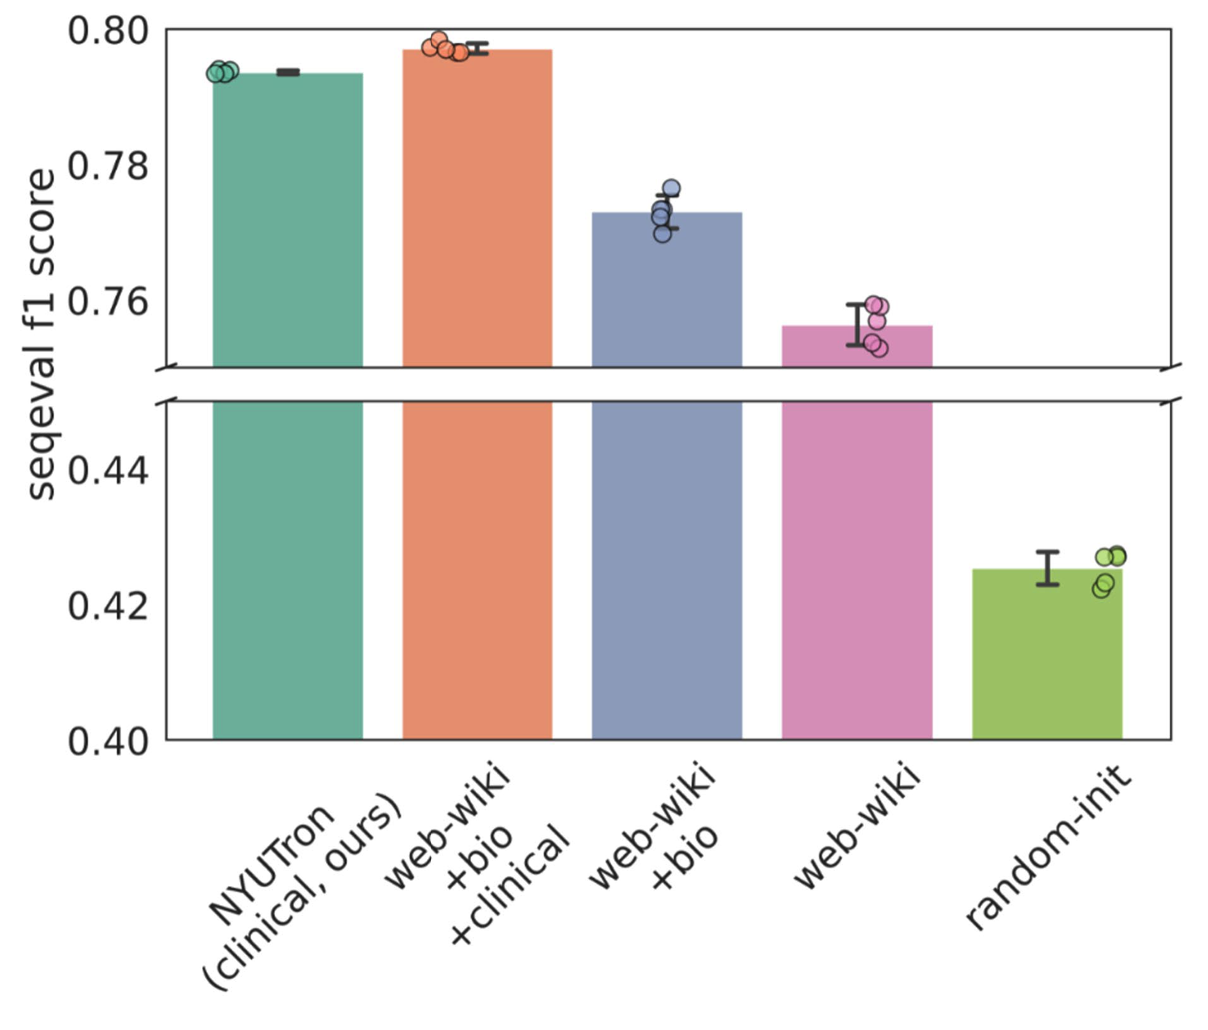 seqeval f1 score
0.80
0.78
0.76
0.44
0.42
0.40
NYUTron
(clinical, ours)
web-wiki
+bio
+clinical
web-wiki
+bio
web-wiki
random-init